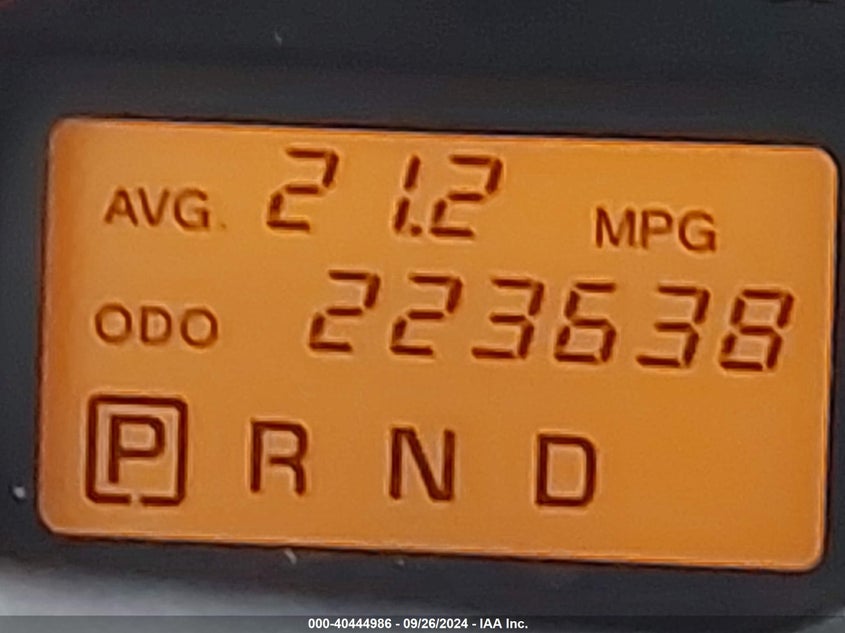 AVG. 21.2 MPG
ODO 223638
P R N D
000-40444986 - 09/26/2024 - IAA Inc.